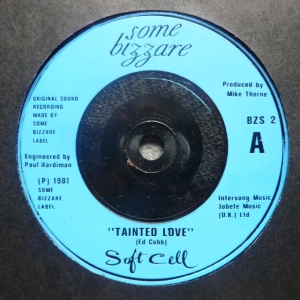 some
bizzare
ORIGINAL SOUND
RECORDING
MADE BY
SOME
BIZZARE
LABEL
Produced by
Mike Thorne
BZS 2
A
Engineered by
Paul Hardiman
(P) 1981
SOME
BIZZARE
LABEL
Intersong Music/
Jobete Music
(U.K.) Ltd
"TAINTED LOVE"
(Ed Cobb)
Soft Cell